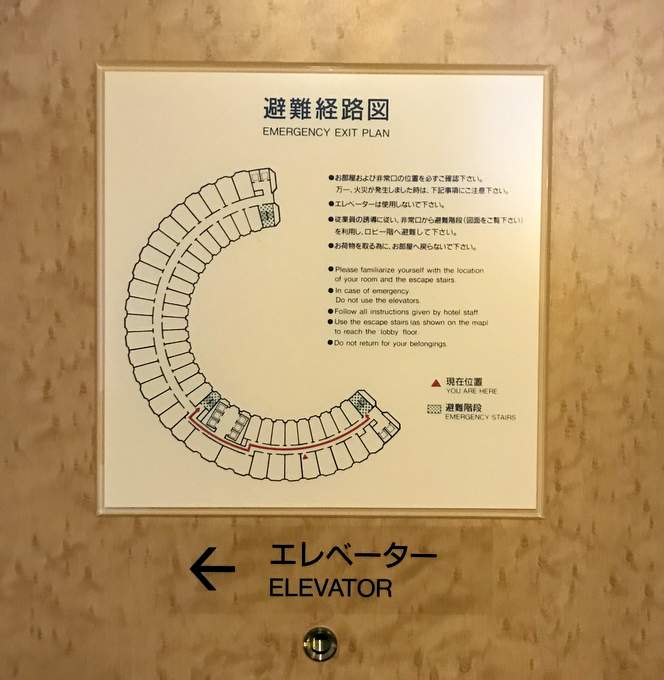 避難経路図
EMERGENCY EXIT PLAN
●お部屋および非常口の位置を必ずご確認下さい。
万一、火災が発生しました時は、下記事項にご注意下さい。
●エレベーターは使用しないで下さい。
●従業員の誘導に従い、非常口から避難階段（図面をご覧下さい）
を利用し、ロビー階へ避難して下さい。
●お荷物を取る為に、お部屋へ戻らないで下さい。
●Please familiarize yourself with the location
of your room and the escape stairs.
●In case of emergency.
Do not use the elevators.
●Follow all instructions given by hotel staff.
●Use the escape stairs (as shown on the map)
to reach the lobby floor.
●Do not return for your belongings.
▲ 現在位置
YOU ARE HERE
避難階段
EMERGENCY STAIRS
← エレベーター
ELEVATOR